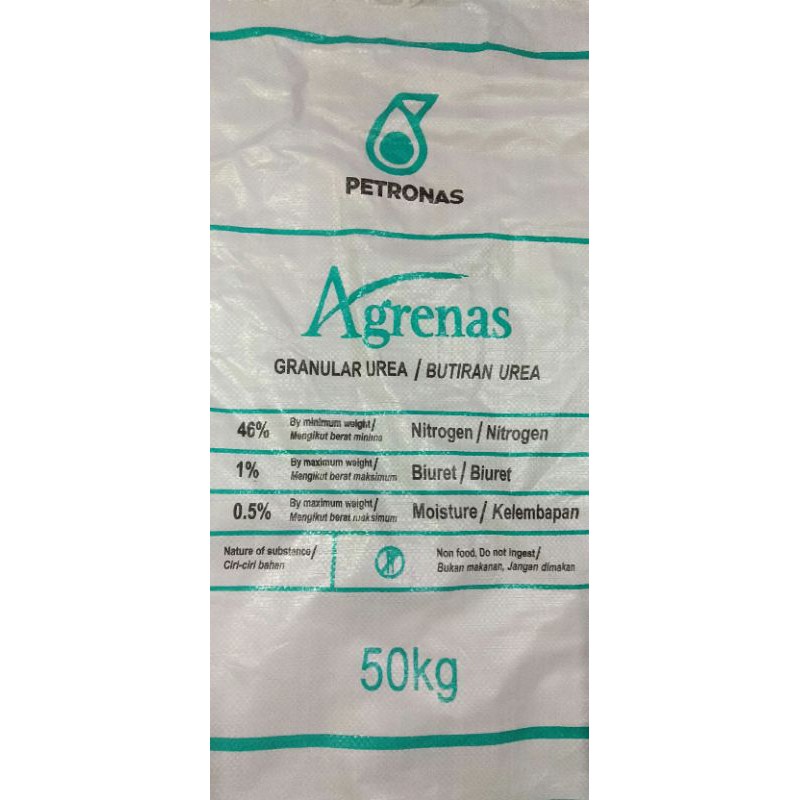 PETRONAS
Agrenas
GRANULAR UREA / BUTIRAN UREA
46% By minimum weight/ Nitrogen / Nitrogen
Mengikut berat minima
1% By maximum weight/ Biuret / Biuret
Mengikut berat maksimum
0.5% By maximum weight/ Moisture / Kelembapan
Mengikut berat maksimum
Nature of substance/ Non food, Do not Ingest/
Ciri-ciri bahan Bukan makanan, Jangan dimakan
50kg